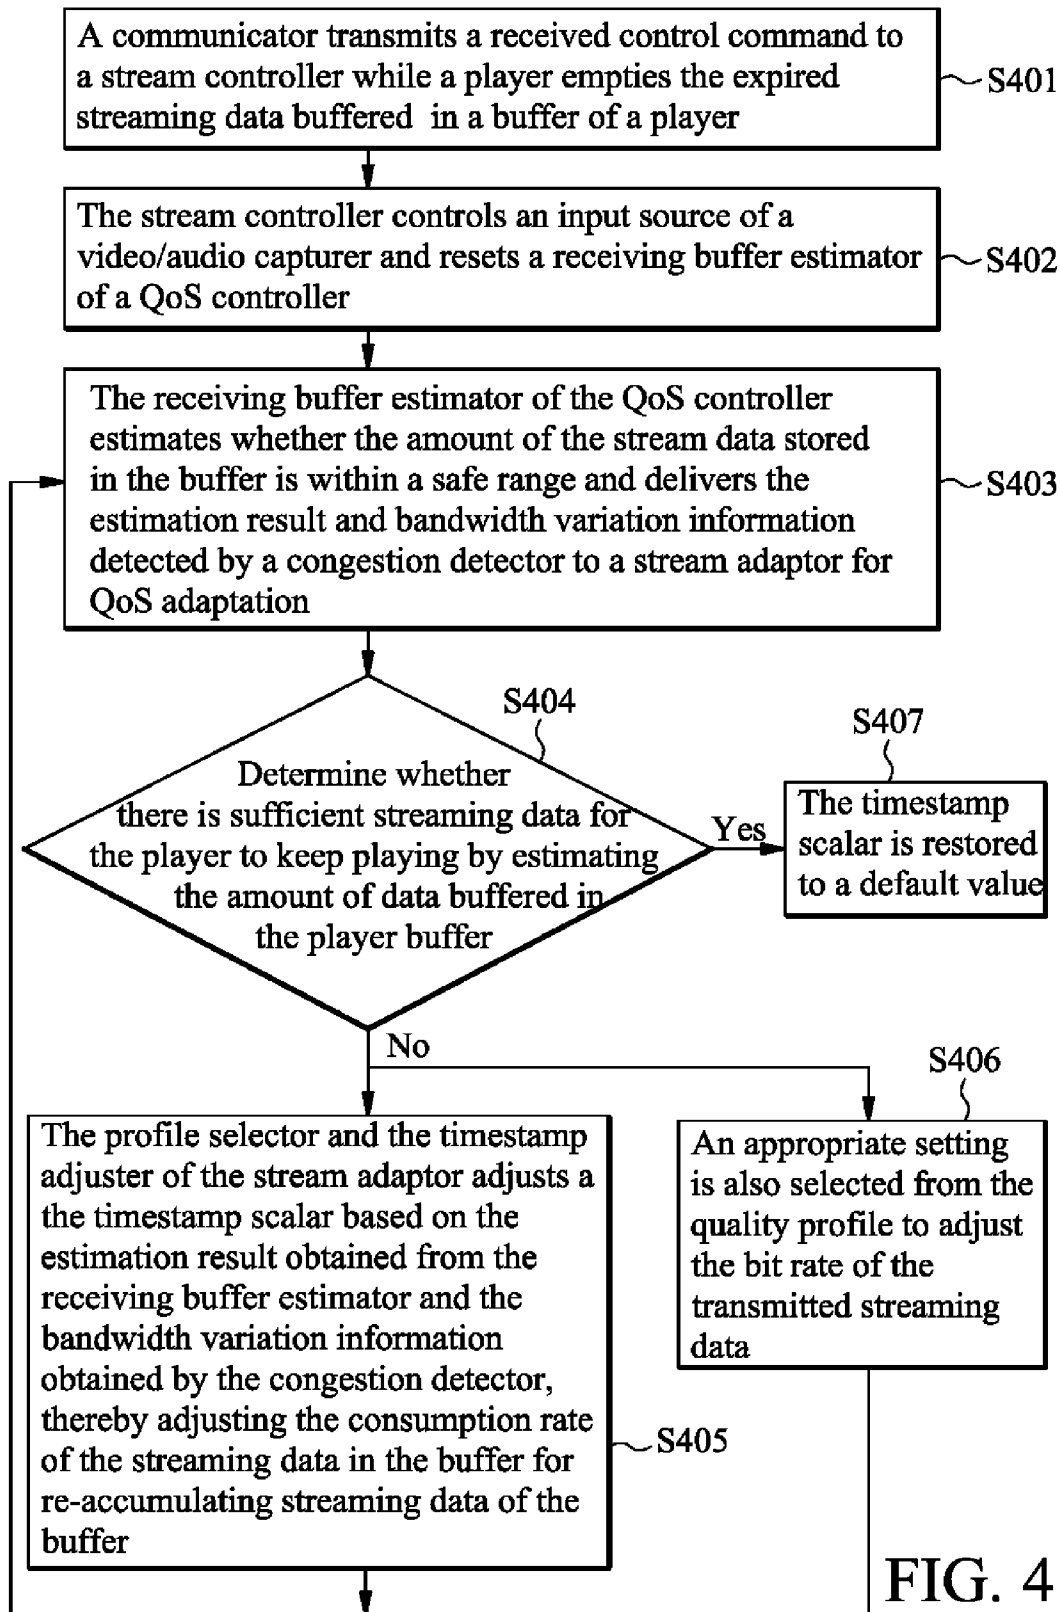 A communicator transmits a received control command to
a stream controller while a player empties the expired
streaming data buffered in a buffer of a player
S401
The stream controller controls an input source of a
video/audio capturer and resets a receiving buffer estimator
of a QoS controller
S402
The receiving buffer estimator of the QoS controller
estimates whether the amount of the stream data stored
in the buffer is within a safe range and delivers the
estimation result and bandwidth variation information
detected by a congestion detector to a stream adaptor for
QoS adaptation
S403
S404
Determine whether
there is sufficient streaming data for
the player to keep playing by estimating
the amount of data buffered in
the player buffer
Yes
S407
The timestamp
scalar is restored
to a default value
No
The profile selector and the timestamp
adjuster of the stream adaptor adjusts a
the timestamp scalar based on the
estimation result obtained from the
receiving buffer estimator and the
bandwidth variation information
obtained by the congestion detector,
thereby adjusting the consumption rate
of the streaming data in the buffer for
re-accumulating streaming data of the
buffer
S405
S406
An appropriate setting
is also selected from the
quality profile to adjust
the bit rate of the
transmitted streaming
data
FIG. 4